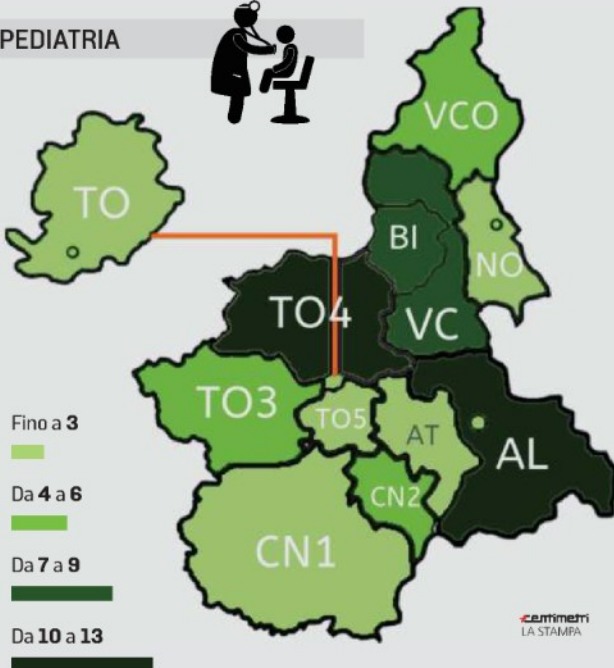 PEDIATRIA
VCO
TO
BI
NO
TO4
VC
TO3
TO5
AT
AL
CN2
CN1
Fino a 3
Da 4 a 6
Da 7 a 9
Da 10 a 13
centimetri
LA STAMPA